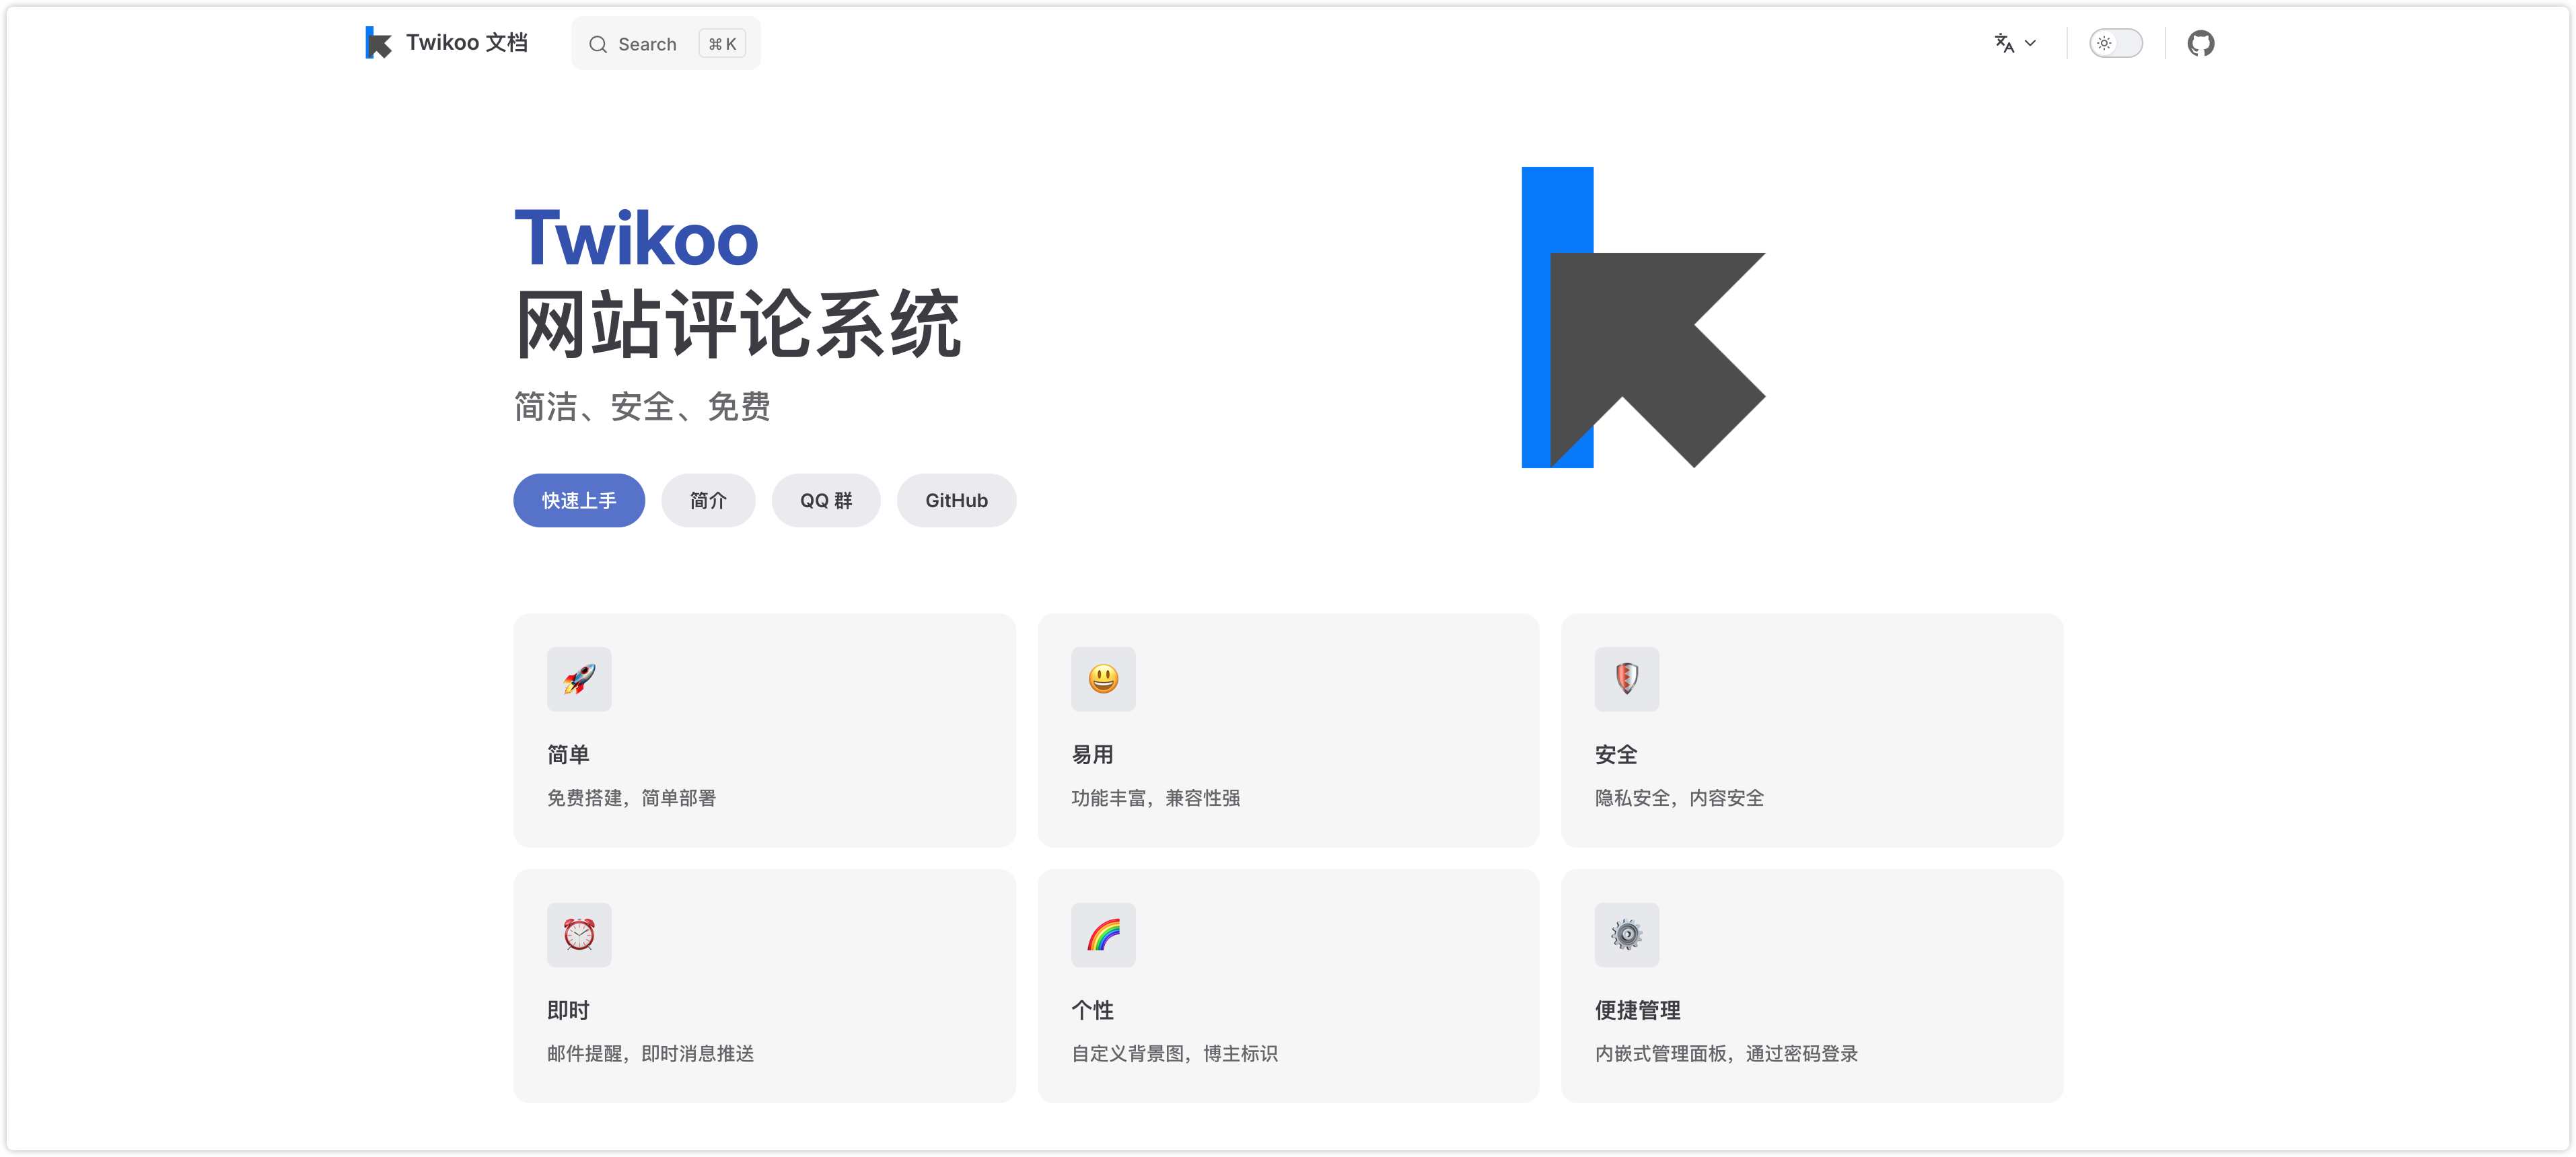 Twikoo 文档
Search
⌘ K
Twikoo
网站评论系统
简洁、安全、免费
快速上手
简介
QQ 群
GitHub
简单
免费搭建，简单部署
易用
功能丰富，兼容性强
安全
隐私安全，内容安全
即时
邮件提醒，即时消息推送
个性
自定义背景图，博主标识
便捷管理
内嵌式管理面板，通过密码登录